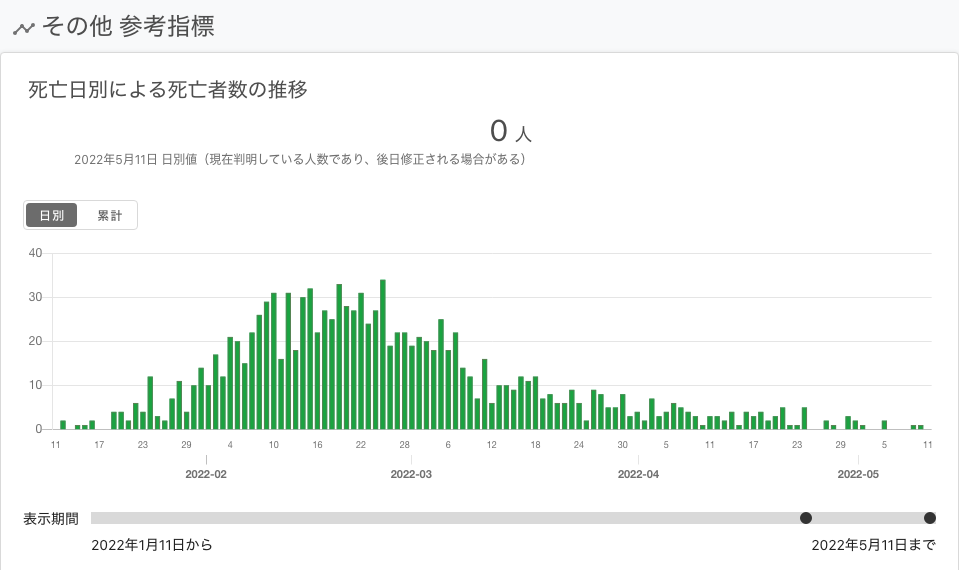 その他 参考指標
死亡日別による死亡者数の推移
0 人
2022年5月11日 日別値（現在判明している人数であり、後日修正される場合がある）
日別 累計
40
30
20
10
0
11 17 23 29 4 10 16 22 28 6 12 18 24 30 5 11 17 23 29 5 11
2022-02 2022-03 2022-04 2022-05
表示期間
2022年1月11日から 2022年5月11日まで